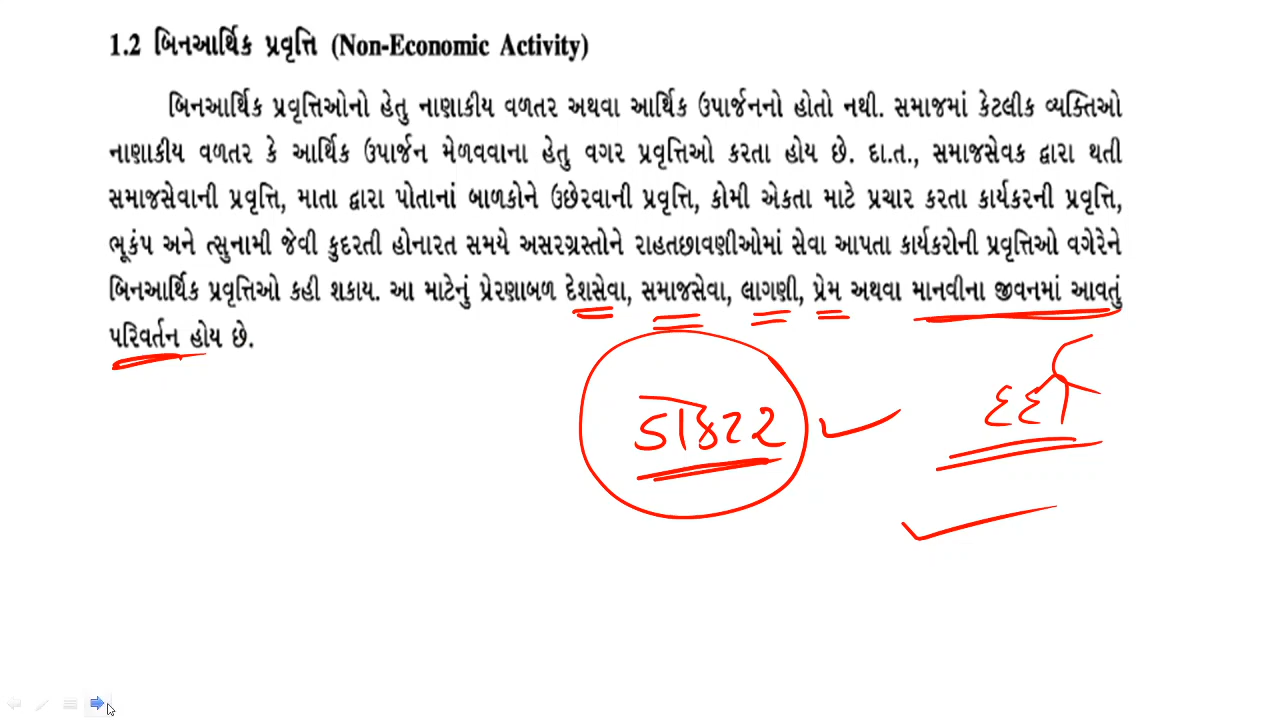 1.2 બિનઆર્થિક પ્રવૃત્તિ (Non-Economic Activity)
બિનઆર્થિક પ્રવૃત્તિઓનો હેતુ નાણાકીય વળતર અથવા આર્થિક ઉપાર્જનનો હોતો નથી. સમાજમાં કેટલીક વ્યક્તિઓ
નાણાકીય વળતર કે આર્થિક ઉપાર્જન મેળવવાના હેતુ વગર પ્રવૃત્તિઓ કરતા હોય છે. દા.ત., સમાજસેવક દ્વારા થતી
સમાજસેવાની પ્રવૃત્તિ, માતા દ્વારા પોતાનાં બાળકોને ઉછેરવાની પ્રવૃત્તિ, કોમી એકતા માટે પ્રચાર કરતા કાર્યકરની પ્રવૃત્તિ,
ભૂકંપ અને ત્સુનામી જેવી કુદરતી હોનારત સમયે અસરગ્રસ્તોને રાહતછાવણીઓમાં સેવા આપતા કાર્યકરોની પ્રવૃત્તિઓ વગેરેને
બિનઆર્થિક પ્રવૃત્તિઓ કહી શકાય. આ માટેનું પ્રેરણાબળ દેશસેવા, સમાજસેવા, લાગણી, પ્રેમ અથવા માનવીના જીવનમાં આવતું
પરિવર્તન હોય છે.
ડાકટર